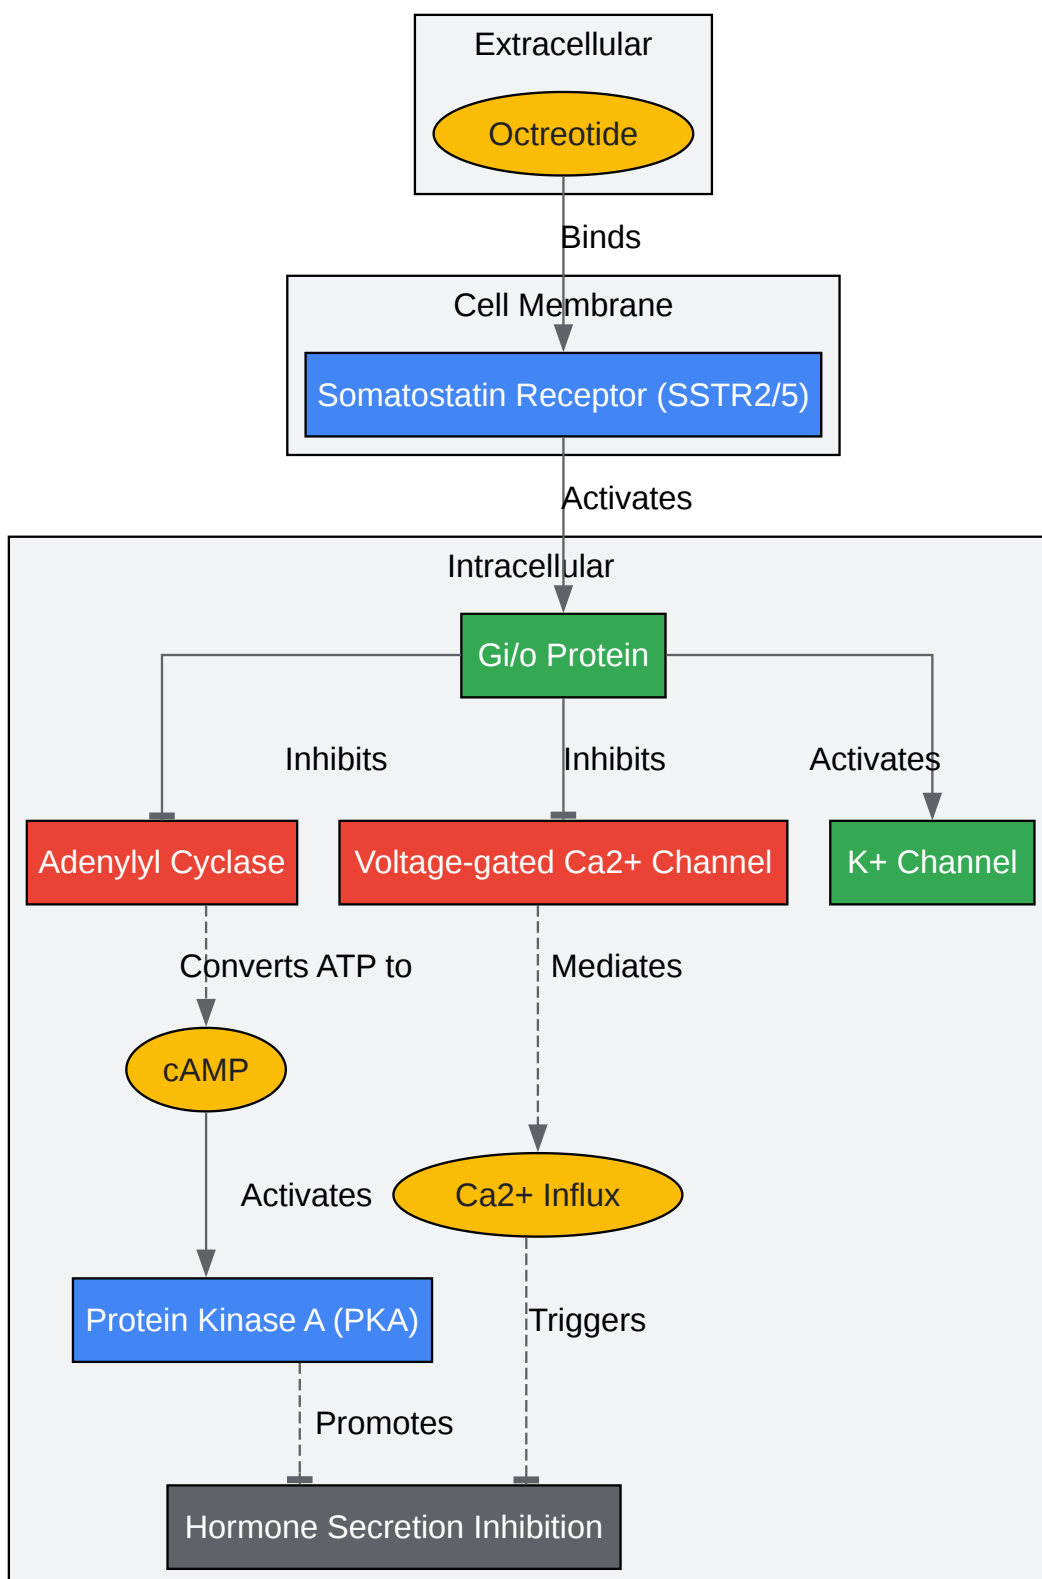 Extracellular
Octreotide
Binds
Cell Membrane
Somatostatin Receptor (SSTR2/5)
Activates
Intracellular
Gi/o Protein
Inhibits
Inhibits
Activates
Adenylyl Cyclase
Voltage-gated Ca2+ Channel
K+ Channel
Converts ATP to
Mediates
cAMP
Activates
Ca2+ Influx
Protein Kinase A (PKA)
Triggers
Promotes
Hormone Secretion Inhibition